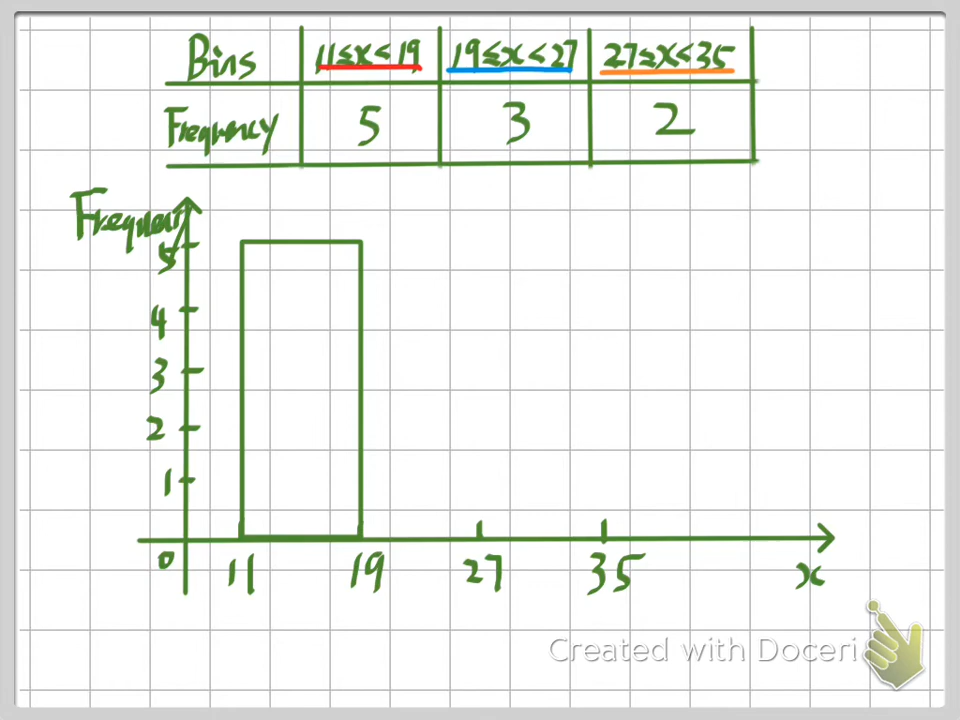 Bins 11≤x<19 19≤x<27 27≥x<35
Frequency 5 3 2
Frequen
5
4
3
2
1
0 11 19 27 35 x
Created with Doceri